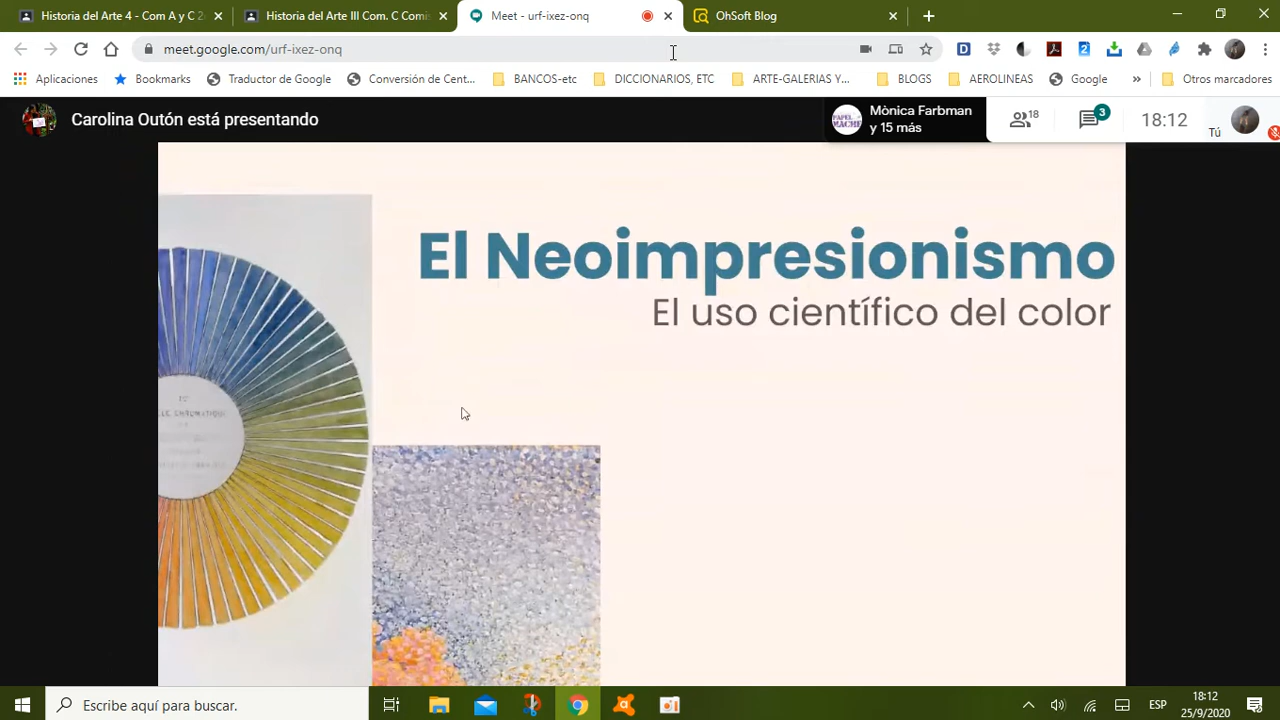 Historia del Arte 4 - Com A y C 2
Historia del Arte III Com. C Comis
Meet - urf-ixez-onq
OhSoft Blog
meet.google.com/urf-ixez-onq
Aplicaciones
Bookmarks
Traductor de Google
Conversión de Gent...
BANCOS-etc
DICCIONARIOS, ETC
ARTE-GALERIAS Y...
BLOGS
AEROLINEAS
Google
Otros marcadores
Carolina Outón está presentando
Mònica Farbman
y 15 más
18
3
18:12
Tú
El Neoimpresionismo
El uso científico del color
Escribe aquí para buscar.
ESP
18:12
25/9/2020